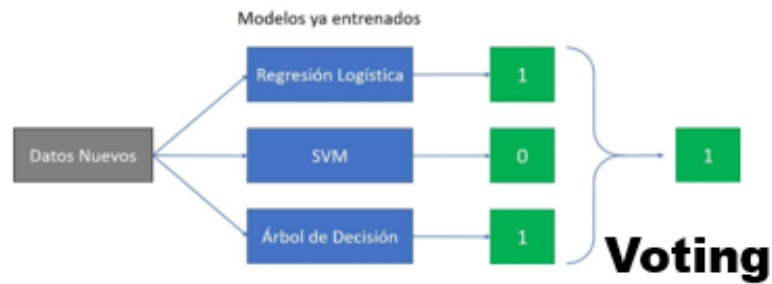 Modelos ya entrenados
Regresión Logística
1
Datos Nuevos
SVM
0
1
Árbol de Decisión
1
Voting